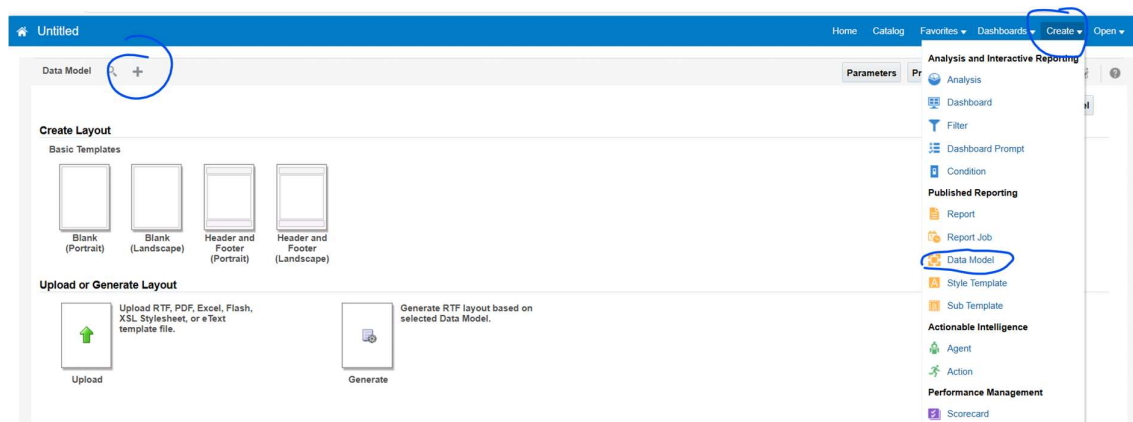 Untitled
Home Catalog Favorites Dashboards Create Open
Data Model
Parameters Pr
Analysis and Interactive Reporting
Analysis
Dashboard
Filter
Dashboard Prompt
Condition
Published Reporting
Report
Report Job
Data Model
Style Template
Sub Template
Actionable Intelligence
Agent
Action
Performance Management
Scorecard
Create Layout
Basic Templates
Blank
(Portrait)
Blank
(Landscape)
Header and
Footer
(Portrait)
Header and
Footer
(Landscape)
Upload or Generate Layout
Upload RTF, PDF, Excel, Flash,
XSL Stylesheet, or eText
template file.
Upload
Generate RTF layout based on
selected Data Model.
Generate